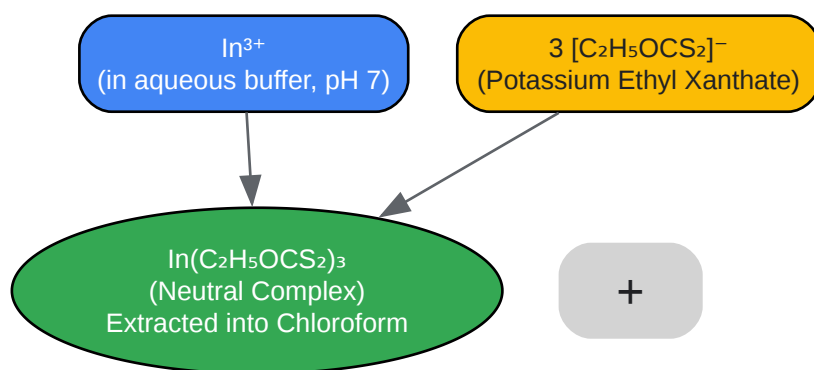 In³⁺
(in aqueous buffer, pH 7)
3 [C₂H₅OCS₂]⁻
(Potassium Ethyl Xanthate)
In(C₂H₅OCS₂)₃
(Neutral Complex)
Extracted into Chloroform
+